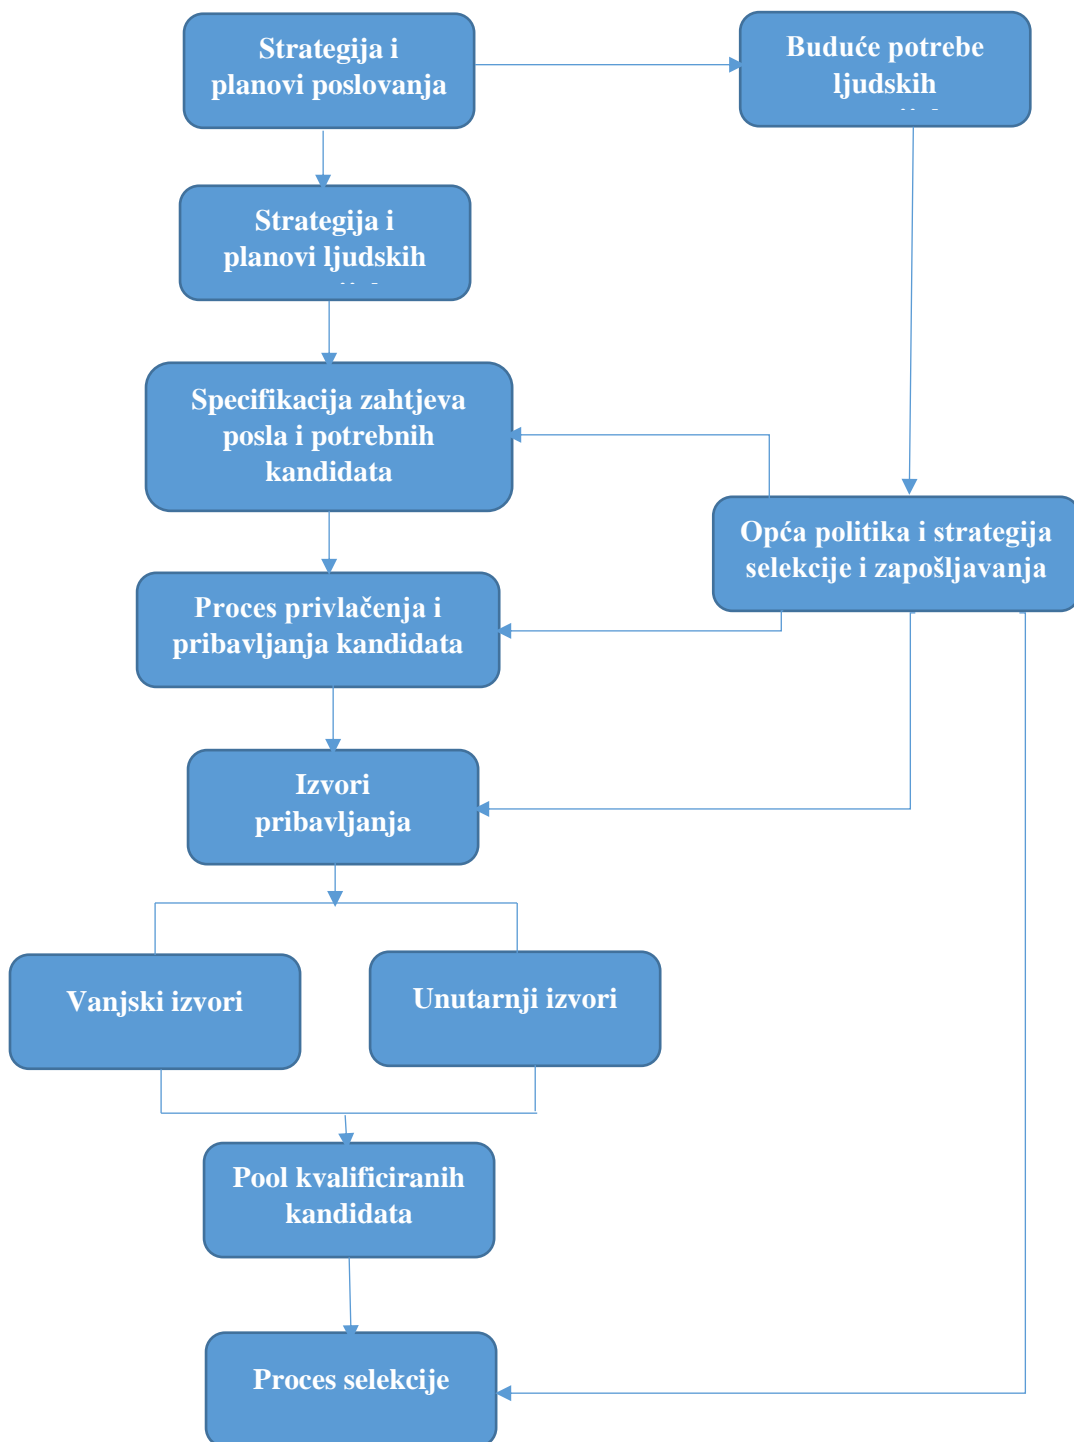 Strategija i
planovi poslovanja
Buduće potrebe
ljudskih
Strategija i
planovi ljudskih
Specifikacija zahtjeva
posla i potrebnih
kandidata
Opća politika i strategija
selekcije i zapošljavanja
Proces privlačenja i
pribavljanja kandidata
Izvori
pribavljanja
Vanjski izvori
Unutarnji izvori
Pool kvalificiranih
kandidata
Proces selekcije